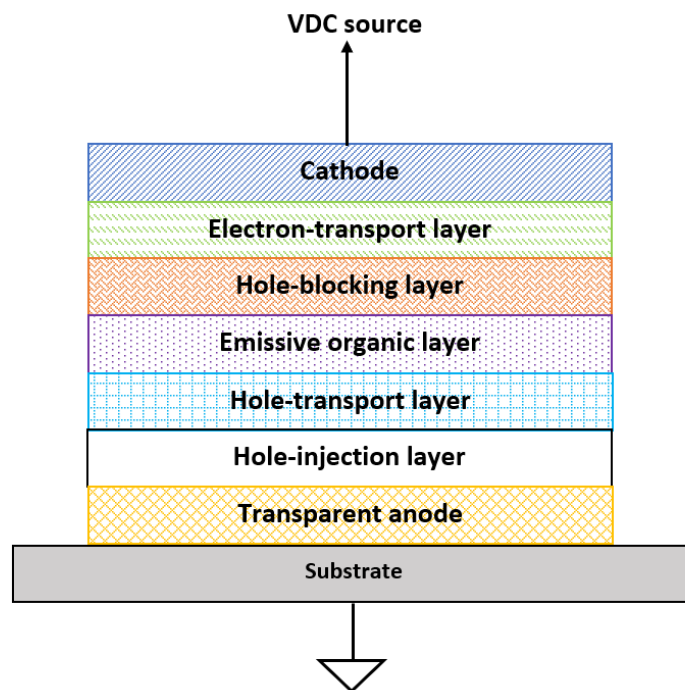 VDC source
Cathode
Electron-transport layer
Hole-blocking layer
Emissive organic layer
Hole-transport layer
Hole-injection layer
Transparent anode
Substrate